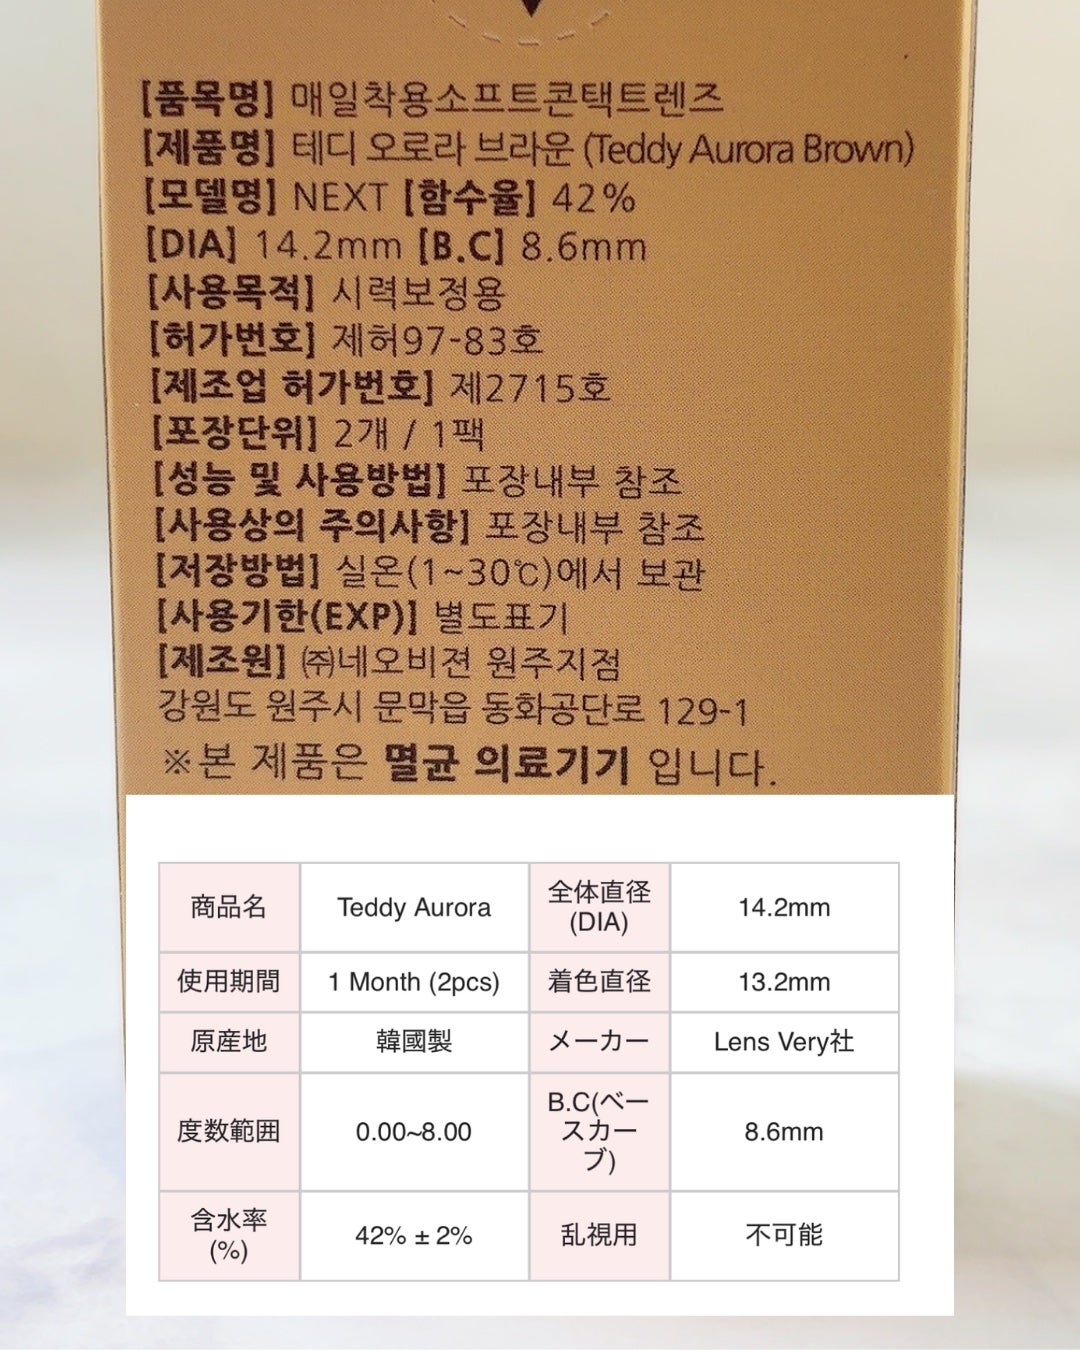 [품목명] 매일착용소프트콘택트렌즈
[제품명] 테디 오로라 브라운 (Teddy Aurora Brown)
[모델명] NEXT [함수율] 42%
[DIA] 14.2mm [B.C] 8.6mm
[사용목적] 시력보정용
[허가번호] 제허97-83호
[제조업 허가번호] 제2715호
[포장단위] 2개 / 1팩
[성능 및 사용방법] 포장내부 참조
[사용상의 주의사항] 포장내부 참조
[저장방법] 실온(1~30℃)에서 보관
[사용기한(EXP)] 별도표기
[제조원] ㈜네오비젼 원주지점
강원도 원주시 문막읍 동화공단로 129-1
※본 제품은 멸균 의료기기 입니다.
商品名 Teddy Aurora 全体直径
(DIA) 14.2mm
使用期間 1 Month (2pcs) 着色直径 13.2mm
原産地 韓國製 メーカー Lens Very社
度数範囲 0.00~8.00 B.C(ベー
スカー
ブ) 8.6mm
含水率
(%) 42% ± 2% 乱視用 不可能